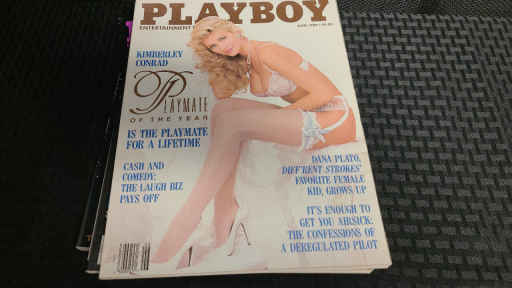 PLAYBOY
ENTERTAINMENT
KIMBERLEY
CONRAD
PLAYMATE
OF THE YEAR
IS THE PLAYMATE
FOR A LIFETIME
CASH AND
COMEDY:
THE LAUGH BIZ
PAYS OFF
DANA PLATO,
DIFF'RENT STROKES'
FAVORITE FEMALE
KID, GROWS UP
IT'S ENOUGH TO
GET YOU AIRSICK.
THE CONFESSIONS OF
A DEREGULATED PILOT